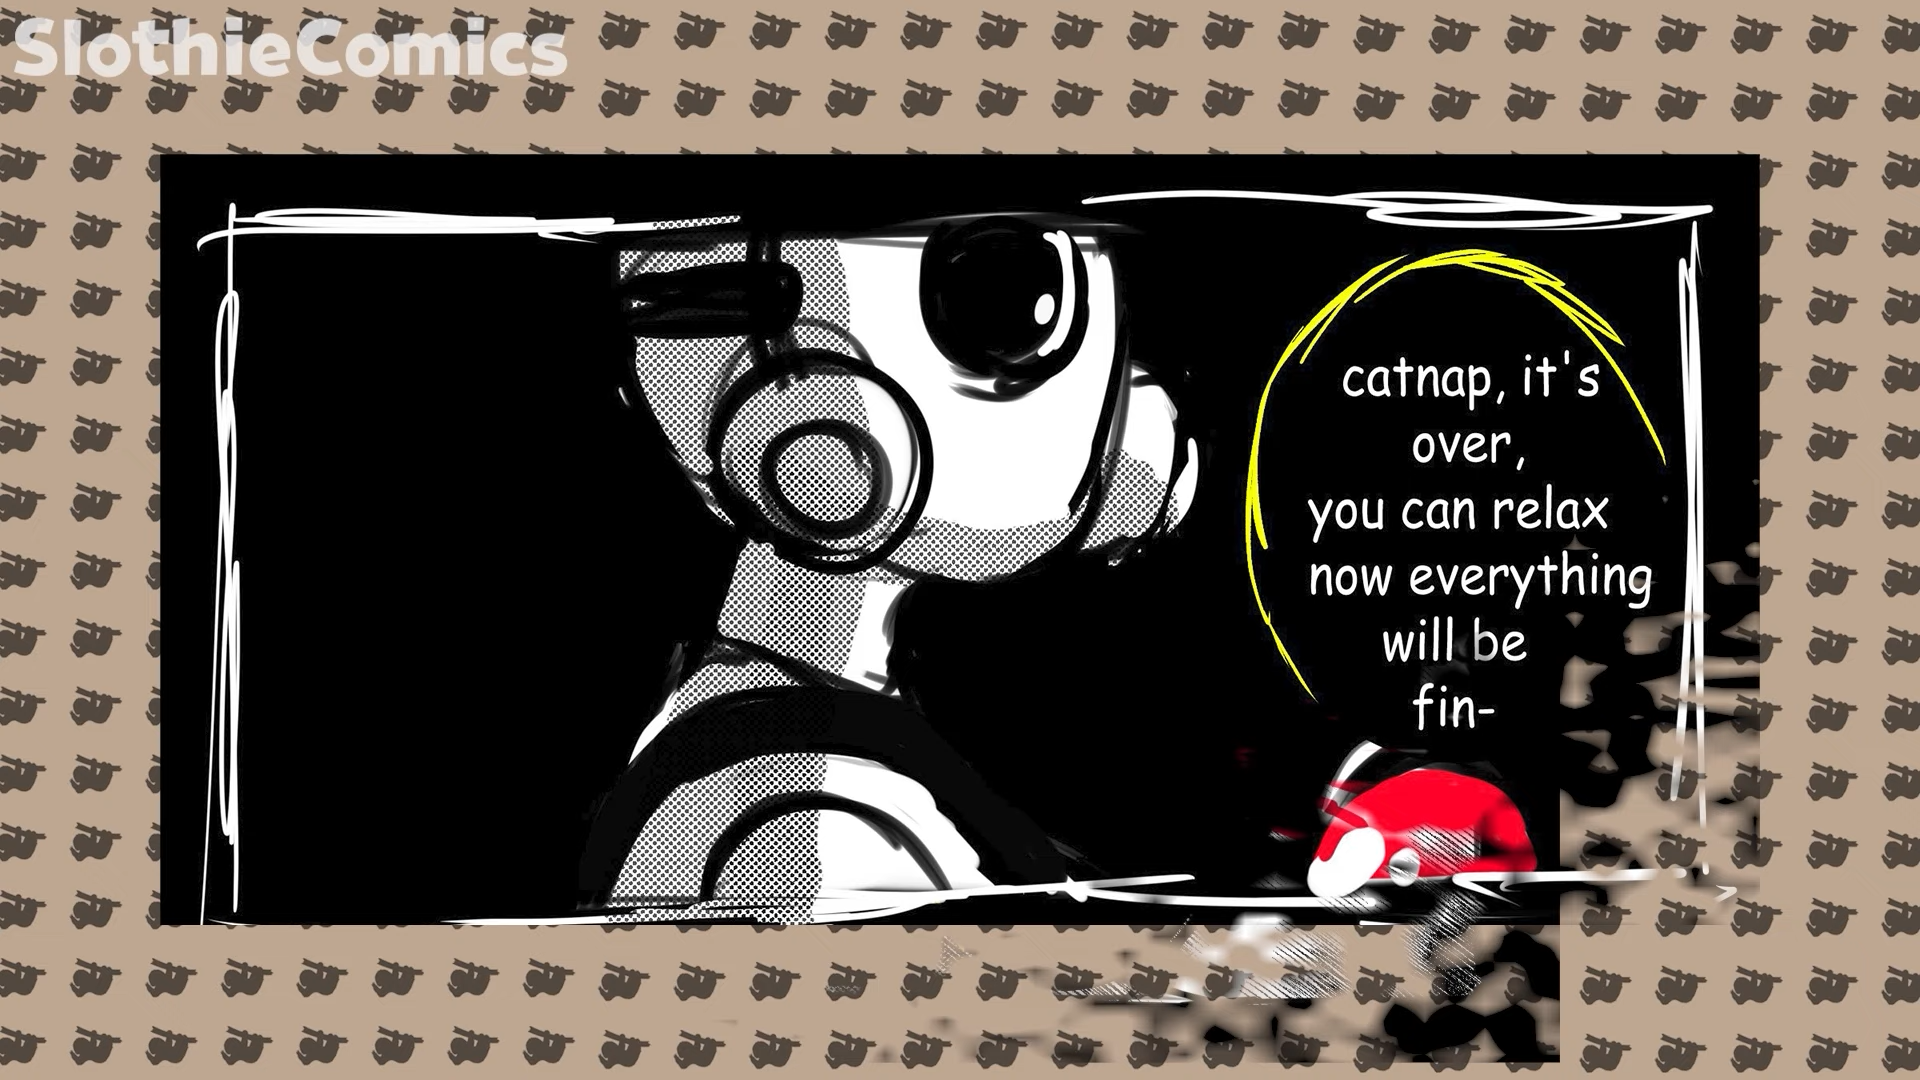 SlothieComics
catnap, it's
over,
you can relax
now everything
will be
fin-